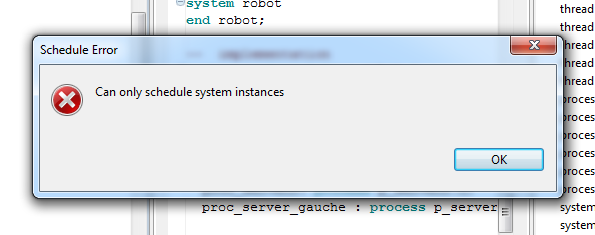 system robot
end robot;
Schedule Error
Can only schedule system instances
OK
proc_server_gauche : process p_server
thread
thread
thread
thread
thread
proces
proces
proces
proces
proces
proces
system
system